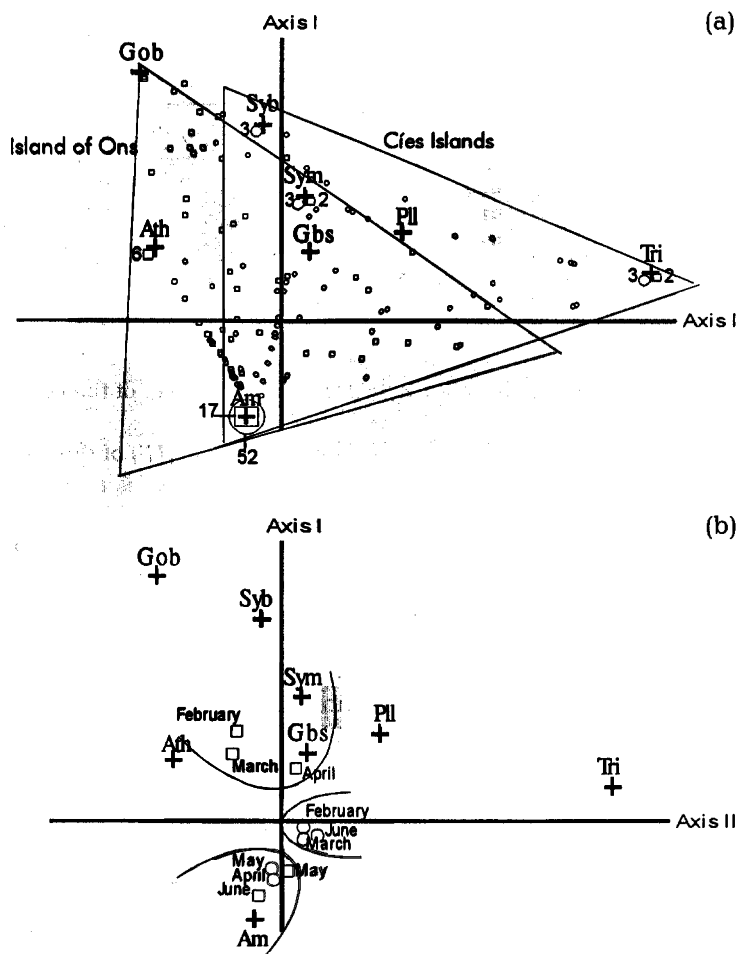 Axis I
(a)
Gob
Syb
3
Island of Ons
Cíes Islands
Sym
3 2
Pll
Ath
Gbs
6
Tri
3 2
Axis I
Am
17
52
Axis I
(b)
Gob
Syb
Sym
February
Pll
Gbs
Ath
March
April
Tri
February
Axis II
June
March
May
May
April
June
Am